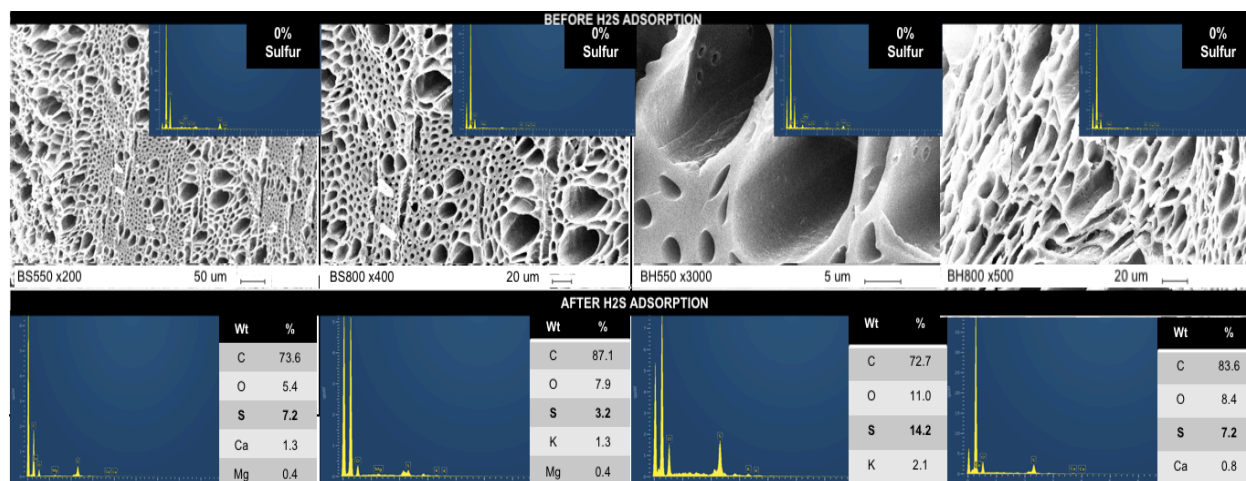 BEFORE H2S ADSORPTION
0%
Sulfur
0%
Sulfur
0%
Sulfur
0%
Sulfur
BS550 x200 50 um
BS800 x400 20 um
BH550 x3000 5 um
BH800 x500 20 um
AFTER H2S ADSORPTION
Wt %
C 73.6
O 5.4
S 7.2
Ca 1.3
Mg 0.4
Wt %
C 87.1
O 7.9
S 3.2
K 1.3
Mg 0.4
Wt %
C 72.7
O 11.0
S 14.2
K 2.1
Wt %
C 83.6
O 8.4
S 7.2
Ca 0.8